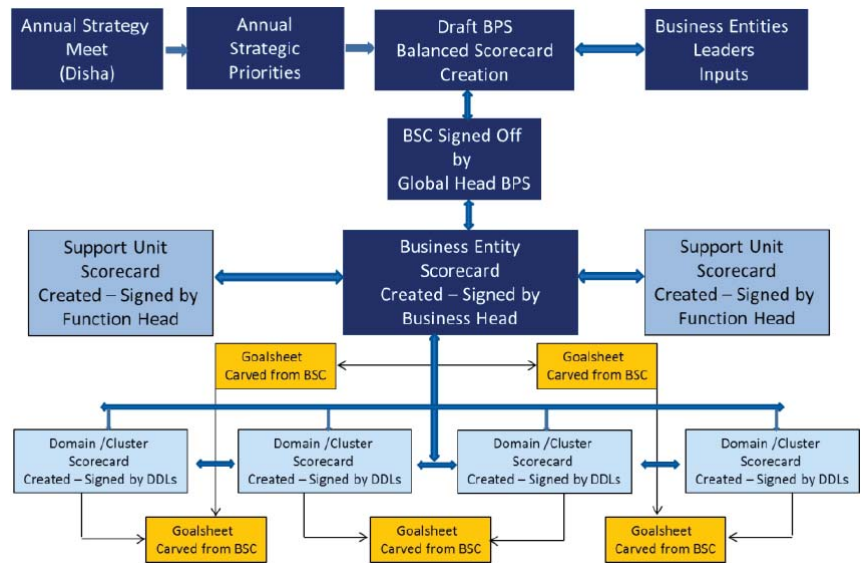 Annual Strategy
Meet
(Disha)
Annual
Strategic
Priorities
Draft BPS
Balanced Scorecard
Creation
Business Entities
Leaders
Inputs
BSC Signed Off
by
Global Head BPS
Support Unit
Scorecard
Created – Signed by
Function Head
Business Entity
Scorecard
Created – Signed by
Business Head
Support Unit
Scorecard
Created – Signed by
Function Head
Goalsheet
Carved from BSC
Goalsheet
Carved from BSC
Domain /Cluster
Scorecard
Created – Signed by DDLs
Domain /Cluster
Scorecard
Created – Signed by DDLs
Domain /Cluster
Scorecard
Created – Signed by DDLs
Domain /Cluster
Scorecard
Created – Signed by DDLs
Goalsheet
Carved from BSC
Goalsheet
Carved from BSC
Goalsheet
Carved from BSC